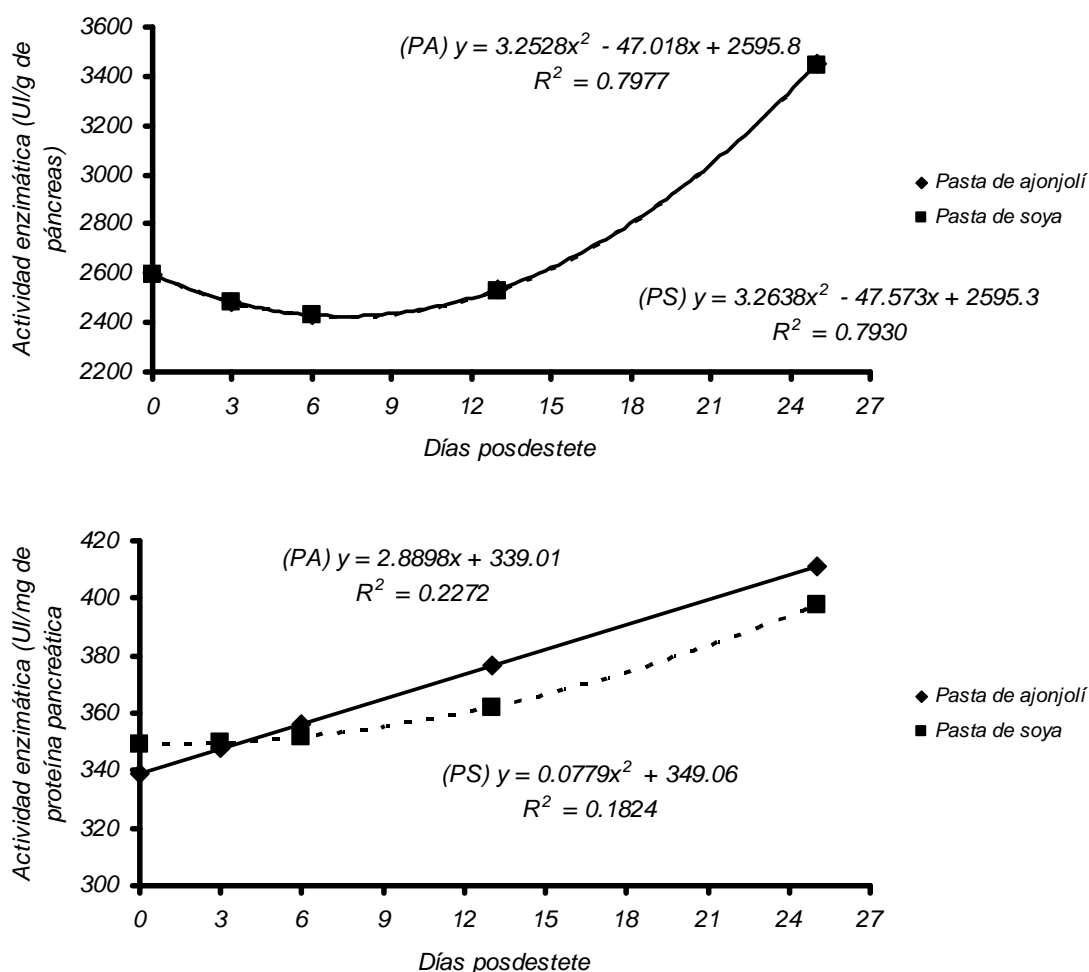 3600
3400
3200
3000
2800
2600
2400
2200
Actividad enzimática (UI/g de
páncreas)
(PA) y = 3.2528x² - 47.018x + 2595.8
R² = 0.7977
(PS) y = 3.2638x² - 47.573x + 2595.3
R² = 0.7930
Pasta de ajonjolí
Pasta de soya
0 3 6 9 12 15 18 21 24 27
Días posdestete
420
400
380
360
340
320
300
Actividad enzimática (UI/mg de
proteína pancreática
(PA) y = 2.8898x + 339.01
R² = 0.2272
(PS) y = 0.0779x² + 349.06
R² = 0.1824
Pasta de ajonjolí
Pasta de soya
0 3 6 9 12 15 18 21 24 27
Días posdestete